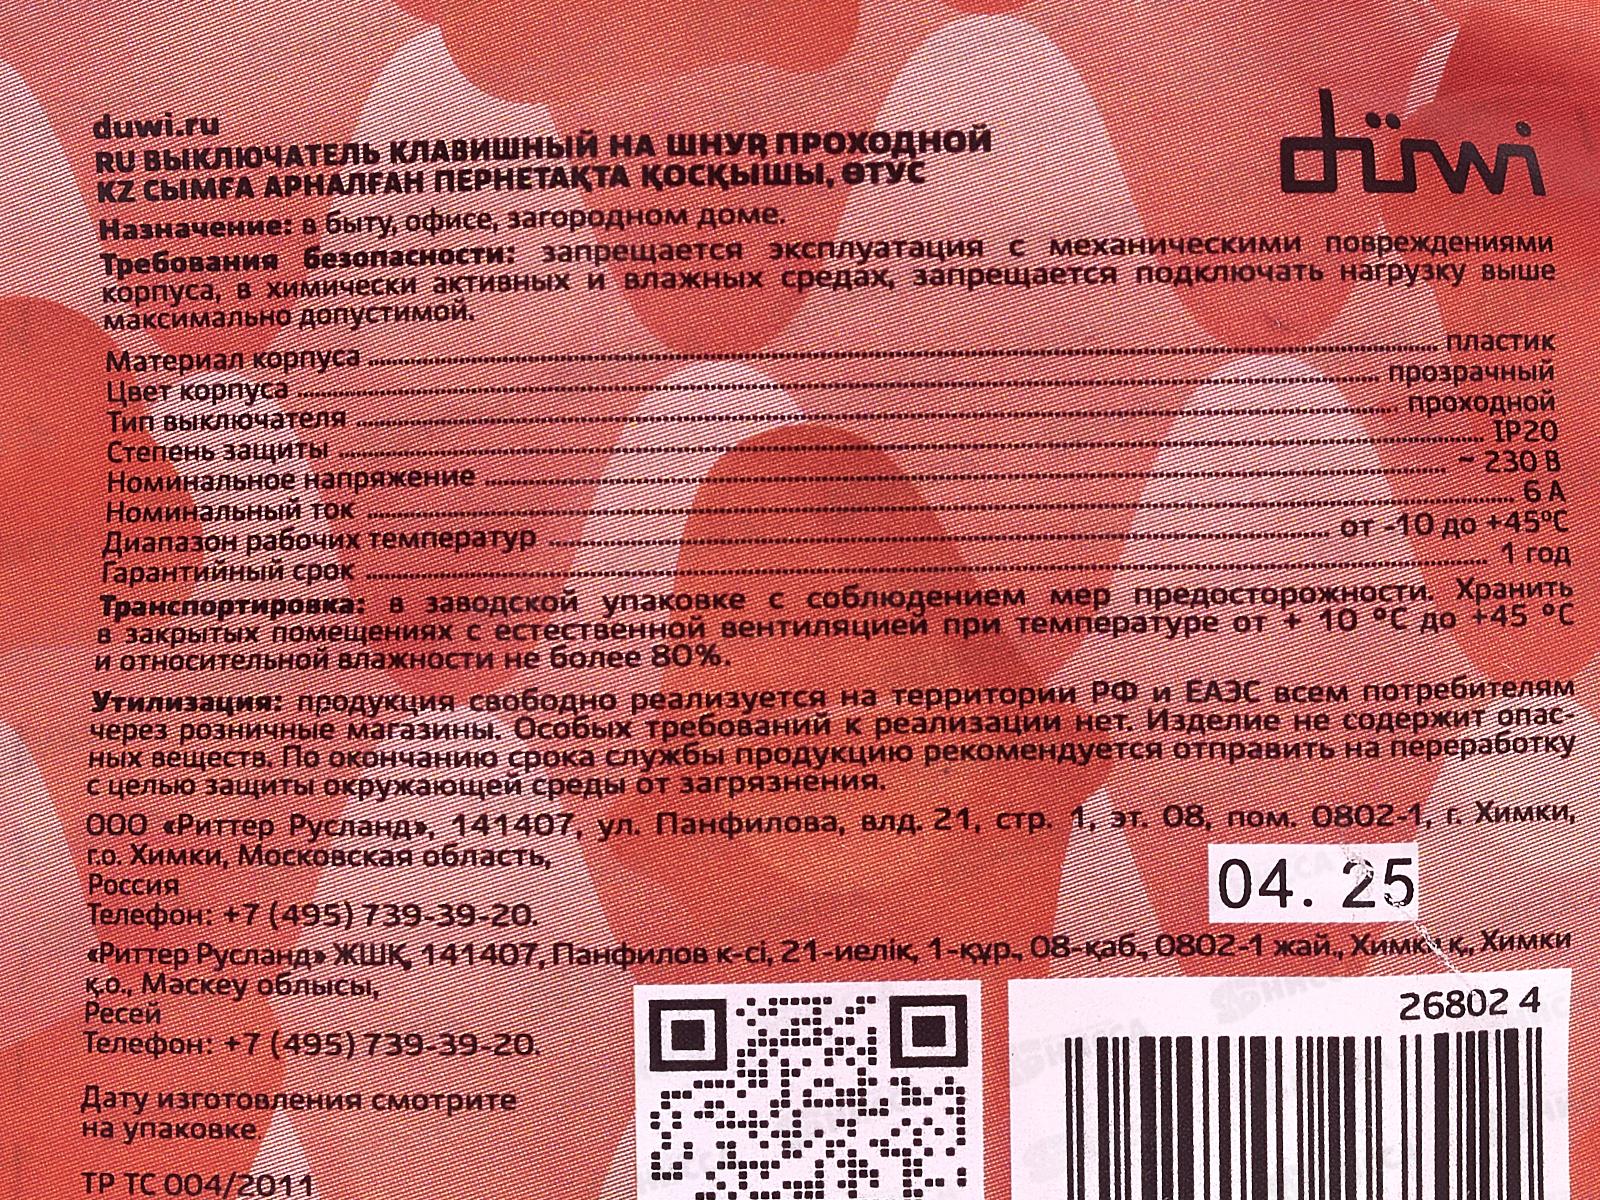 duwi.ru
düwi
RU ВЫКЛЮЧАТЕЛЬ КЛАВИШНЫЙ НА ШНУР ПРОХОДНОЙ
KZ СЫМҒА АРНАЛҒАН ПЕРНЕТАҚТА ҚОСҚЫШЫ, ӨТУС
Назначение: в быту, офисе, загородном доме.
Требования безопасности: запрещается эксплуатация с механическими повреждениями
корпуса, в химически активных и влажных средах, запрещается подключать нагрузку выше
максимально допустимой.
Материал корпуса ... пластик
Цвет корпуса ... прозрачный
Тип выключателя ... проходной
Степень защиты ... IP20
Номинальное напряжение ... ~ 230 В
Номинальный ток ... 6 А
Диапазон рабочих температур ... от -10 до +45°С
Гарантийный срок ... 1 год
Транспортировка: в заводской упаковке с соблюдением мер предосторожности. Хранить
в закрытых помещениях с естественной вентиляцией при температуре от + 10 °С до +45 °С
и относительной влажности не более 80%.
Утилизация: продукция свободно реализуется на территории РФ и ЕАЭС всем потребителям
через розничные магазины. Особых требований к реализации нет. Изделие не содержит опас-
ных веществ. По окончанию срока службы продукцию рекомендуется отправить на переработку
с целью защиты окружающей среды от загрязнения.
ООО «Риттер Русланд», 141407, ул. Панфилова, влд. 21, стр. 1, эт. 08, пом. 0802-1, г. Химки,
г.о. Химки, Московская область,
Россия
04. 25
Телефон: +7 (495) 739-39-20.
«Риттер Русланд» ЖШҚ, 141407, Панфилов к-сі, 21-иелік, 1-құр., 08-қаб., 0802-1 жай., Химки қ., Химки
қ.о., Мәскеу облысы,
Ресей
Телефон: +7 (495) 739-39-20.
26802 4
Дату изготовления смотрите
на упаковке.
ТР ТС 004/2011